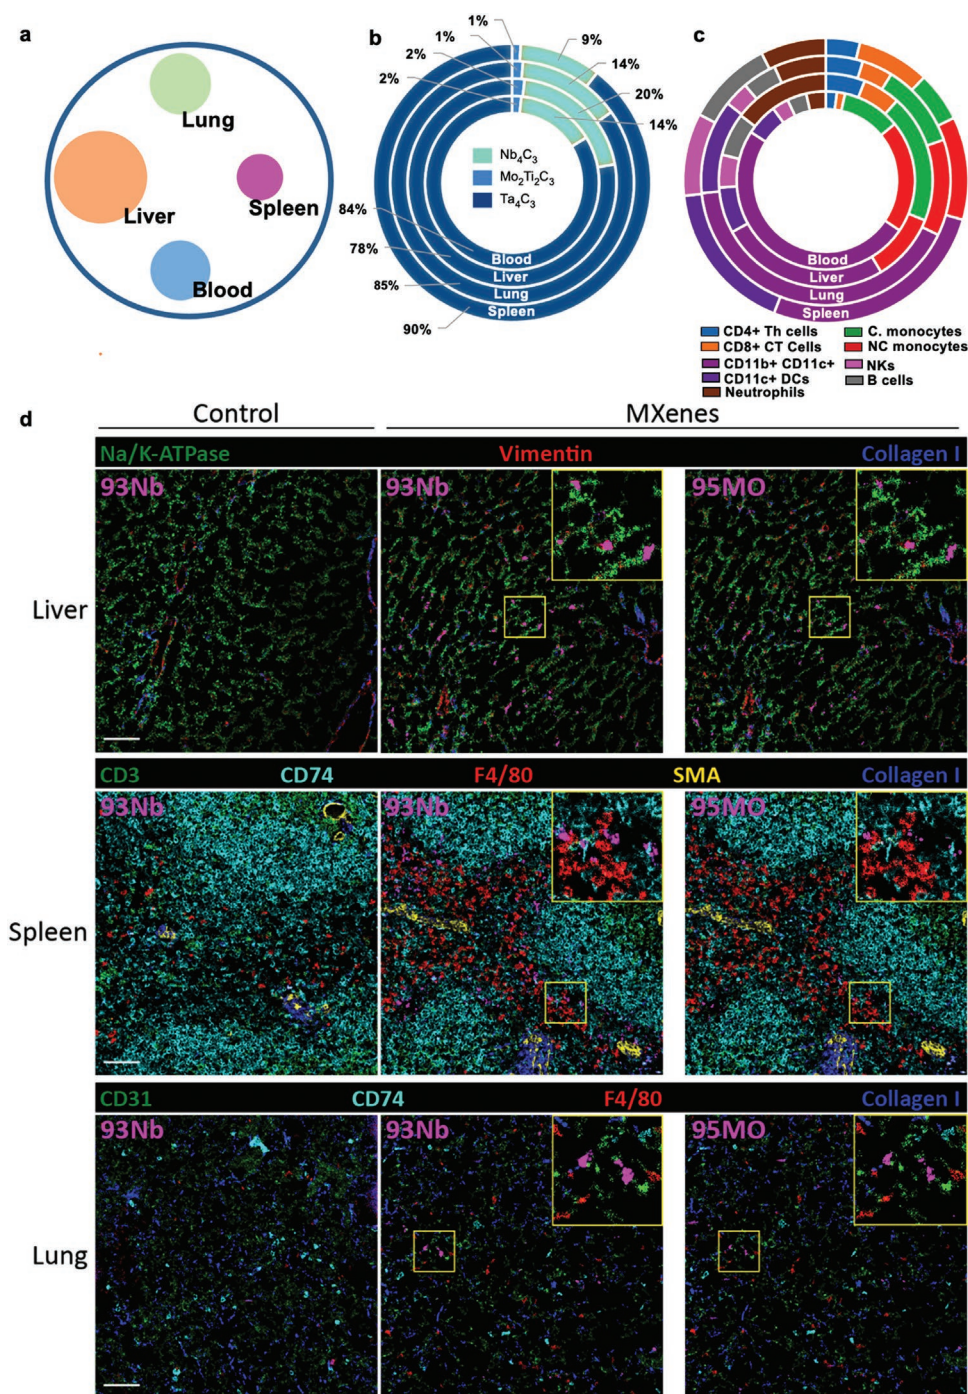 a
Lung
Liver
Spleen
Blood
b
1%
1%
2%
2%
9%
14%
20%
14%
Nb₄C₃
Mo₂Ti₂C₃
Ta₄C₃
84%
78%
85%
90%
Blood
Liver
Lung
Spleen
c
Blood
Liver
Lung
Spleen
CD4+ Th cells
CD8+ CT Cells
CD11b+ CD11c+
CD11c+ DCs
Neutrophils
C. monocytes
NC monocytes
NKs
B cells
d
Control
MXenes
Na/K-ATPase Vimentin Collagen I
93Nb 93Nb 95MO
Liver
CD3 CD74 F4/80 SMA Collagen I
93Nb 93Nb 95MO
Spleen
CD31 CD74 F4/80 Collagen I
93Nb 93Nb 95MO
Lung